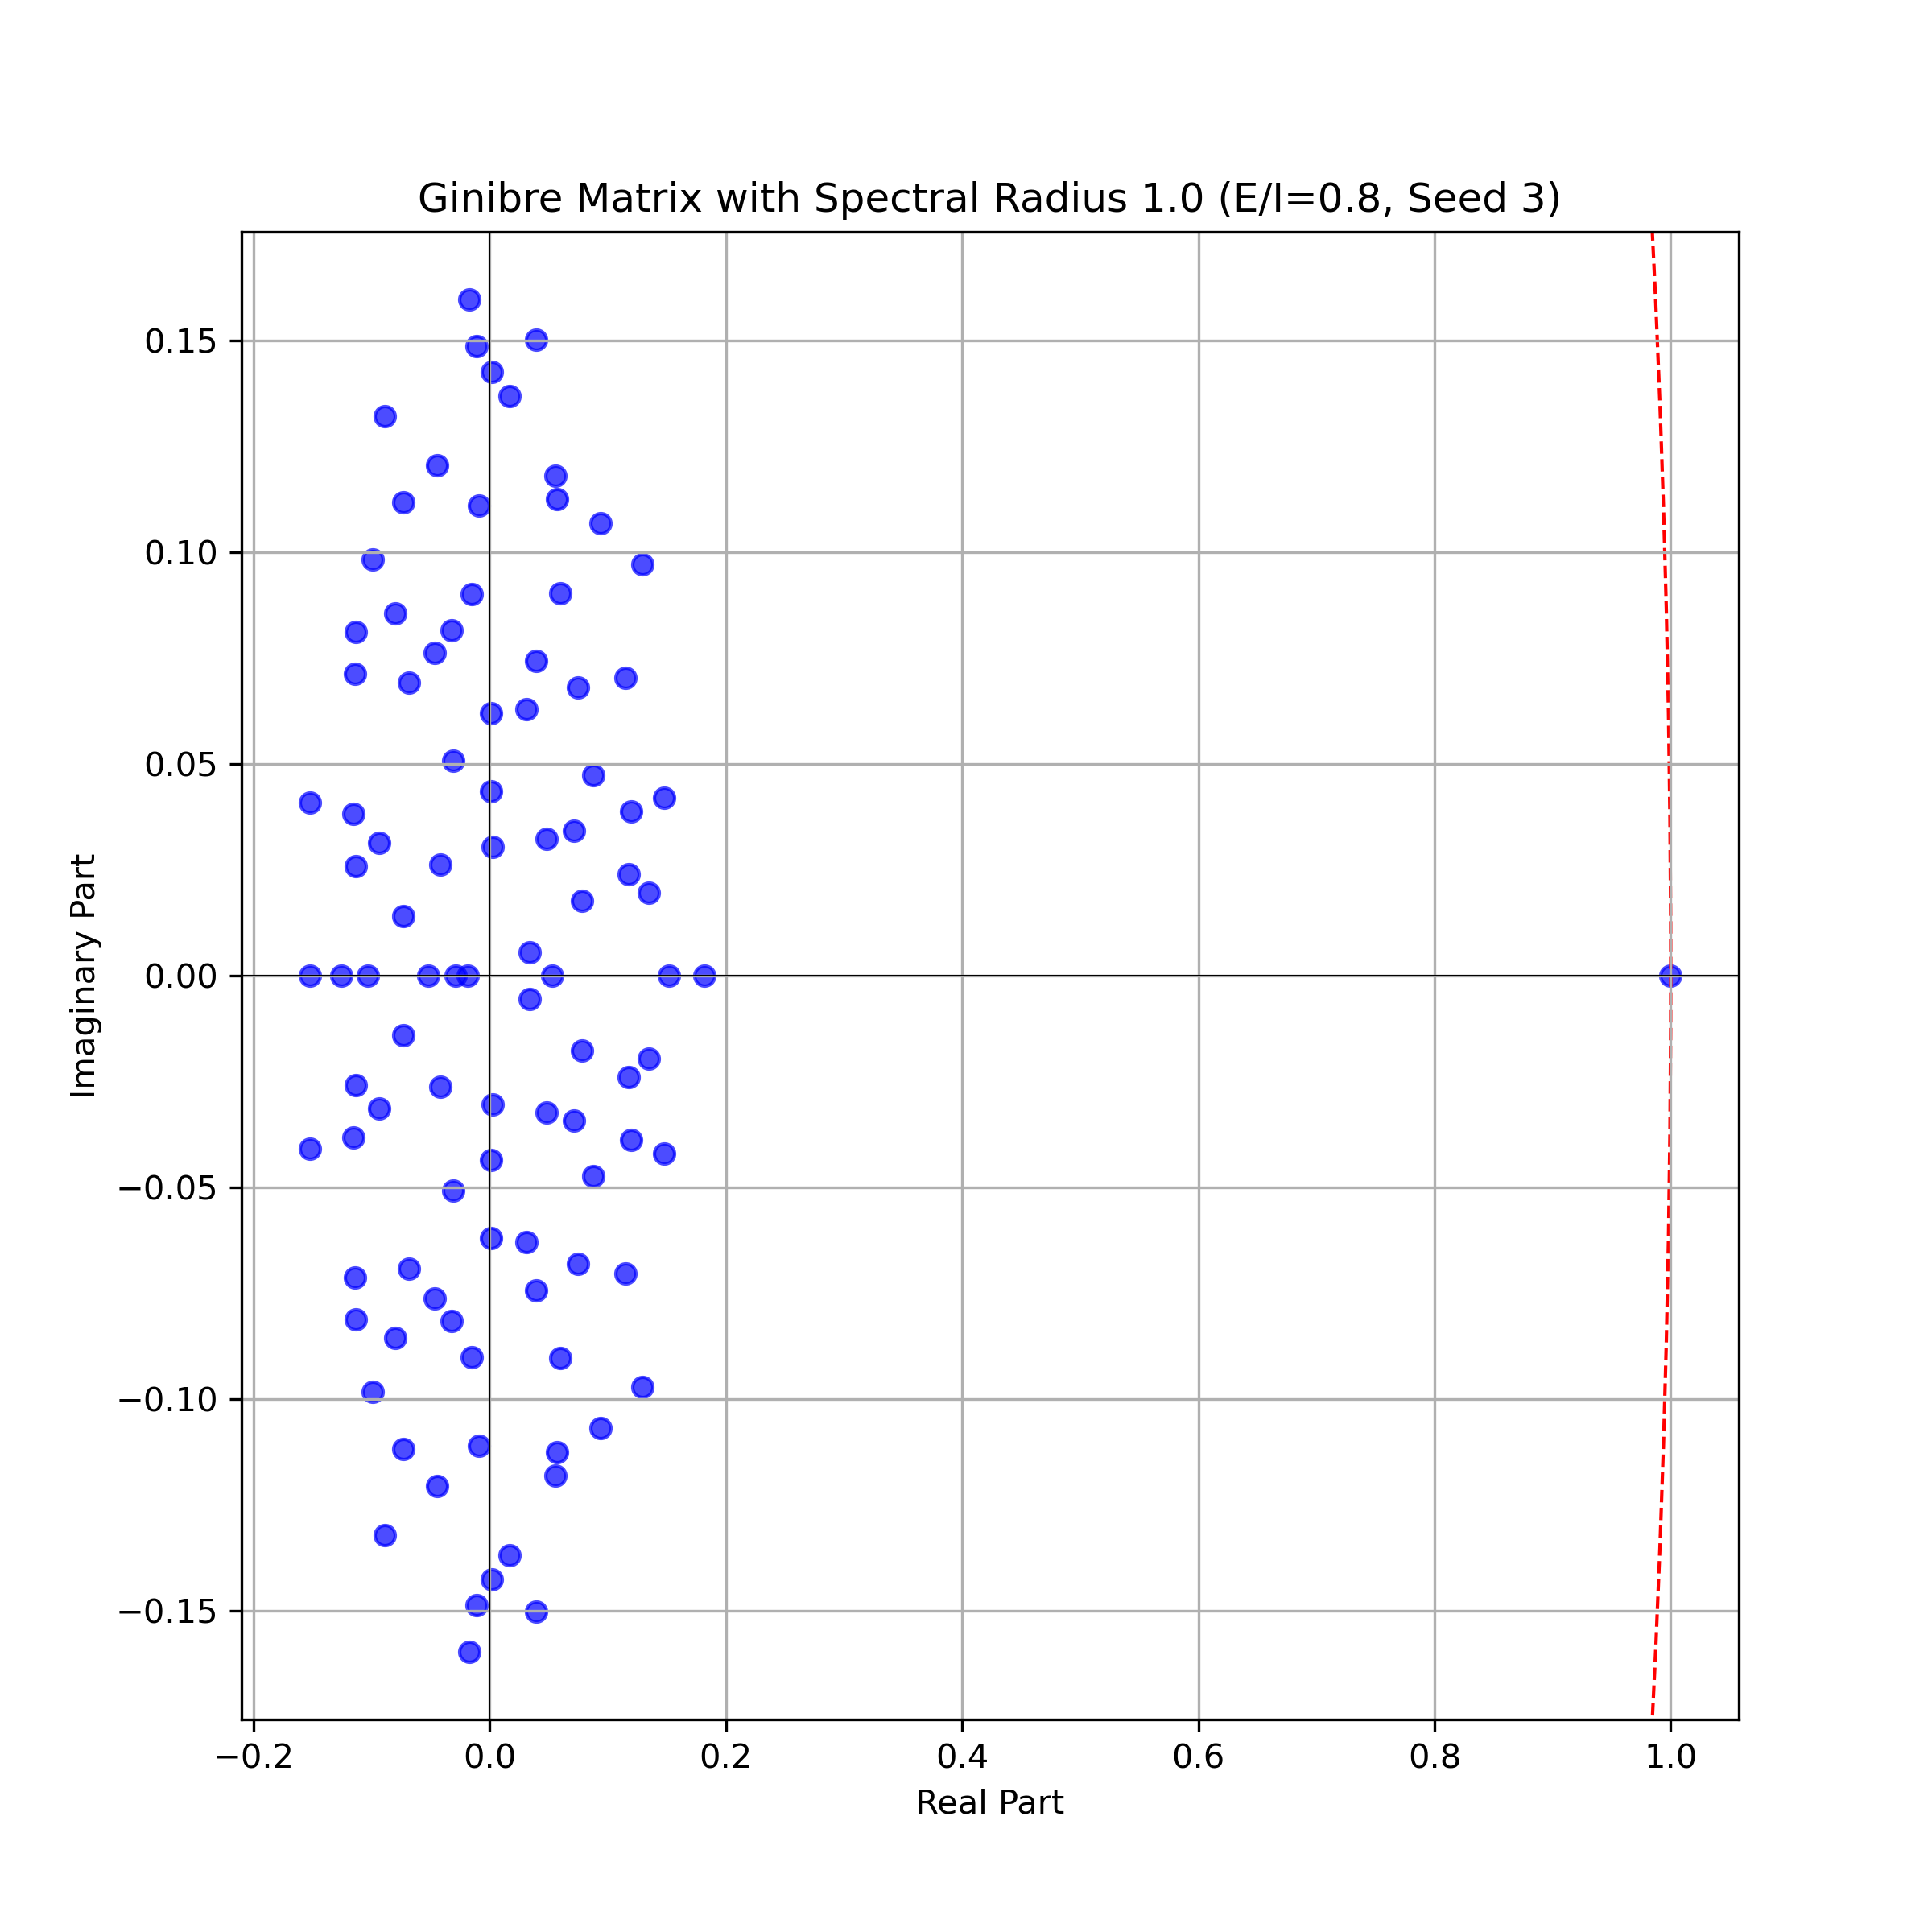 Ginibre Matrix with Spectral Radius 1.0 (E/I=0.8, Seed 3)
0.15
0.10
0.05
0.00
−0.05
−0.10
−0.15
Imaginary Part
−0.2 0.0 0.2 0.4 0.6 0.8 1.0
Real Part